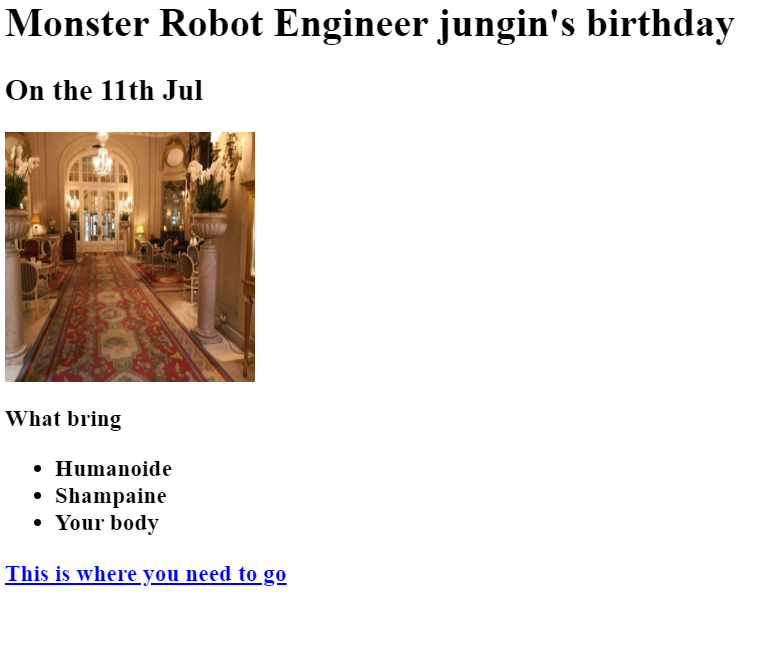 Monster Robot Engineer jungin's birthday
On the 11th Jul
What bring
Humanoide
Shampaine
Your body
This is where you need to go